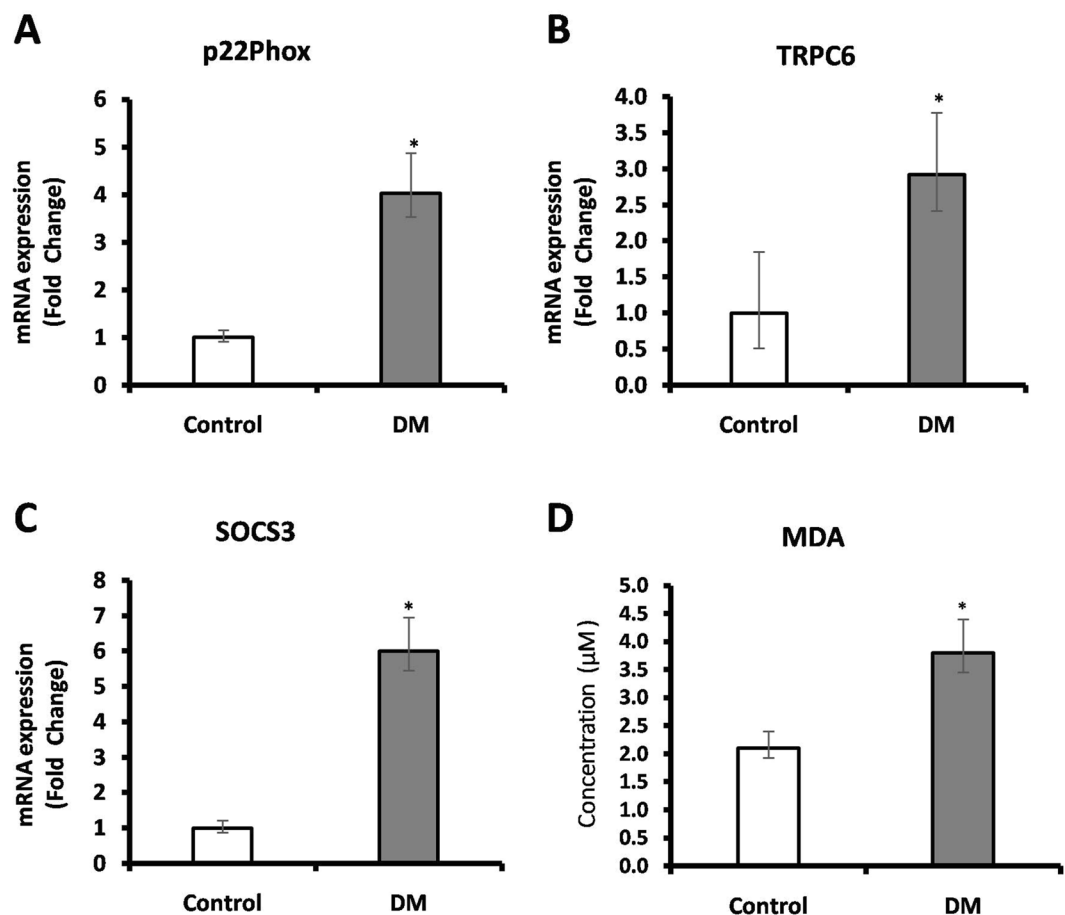 A
p22Phox
mRNA expression
(Fold Change)
6
5
4
3
2
1
0
*
Control
DM
B
TRPC6
mRNA expression
(Fold Change)
4.0
3.5
3.0
2.5
2.0
1.5
1.0
0.5
0.0
*
Control
DM
C
SOCS3
mRNA expression
(Fold Change)
8
7
6
5
4
3
2
1
0
*
Control
DM
D
MDA
Concentration (µM)
5.0
4.5
4.0
3.5
3.0
2.5
2.0
1.5
1.0
0.5
0.0
*
Control
DM